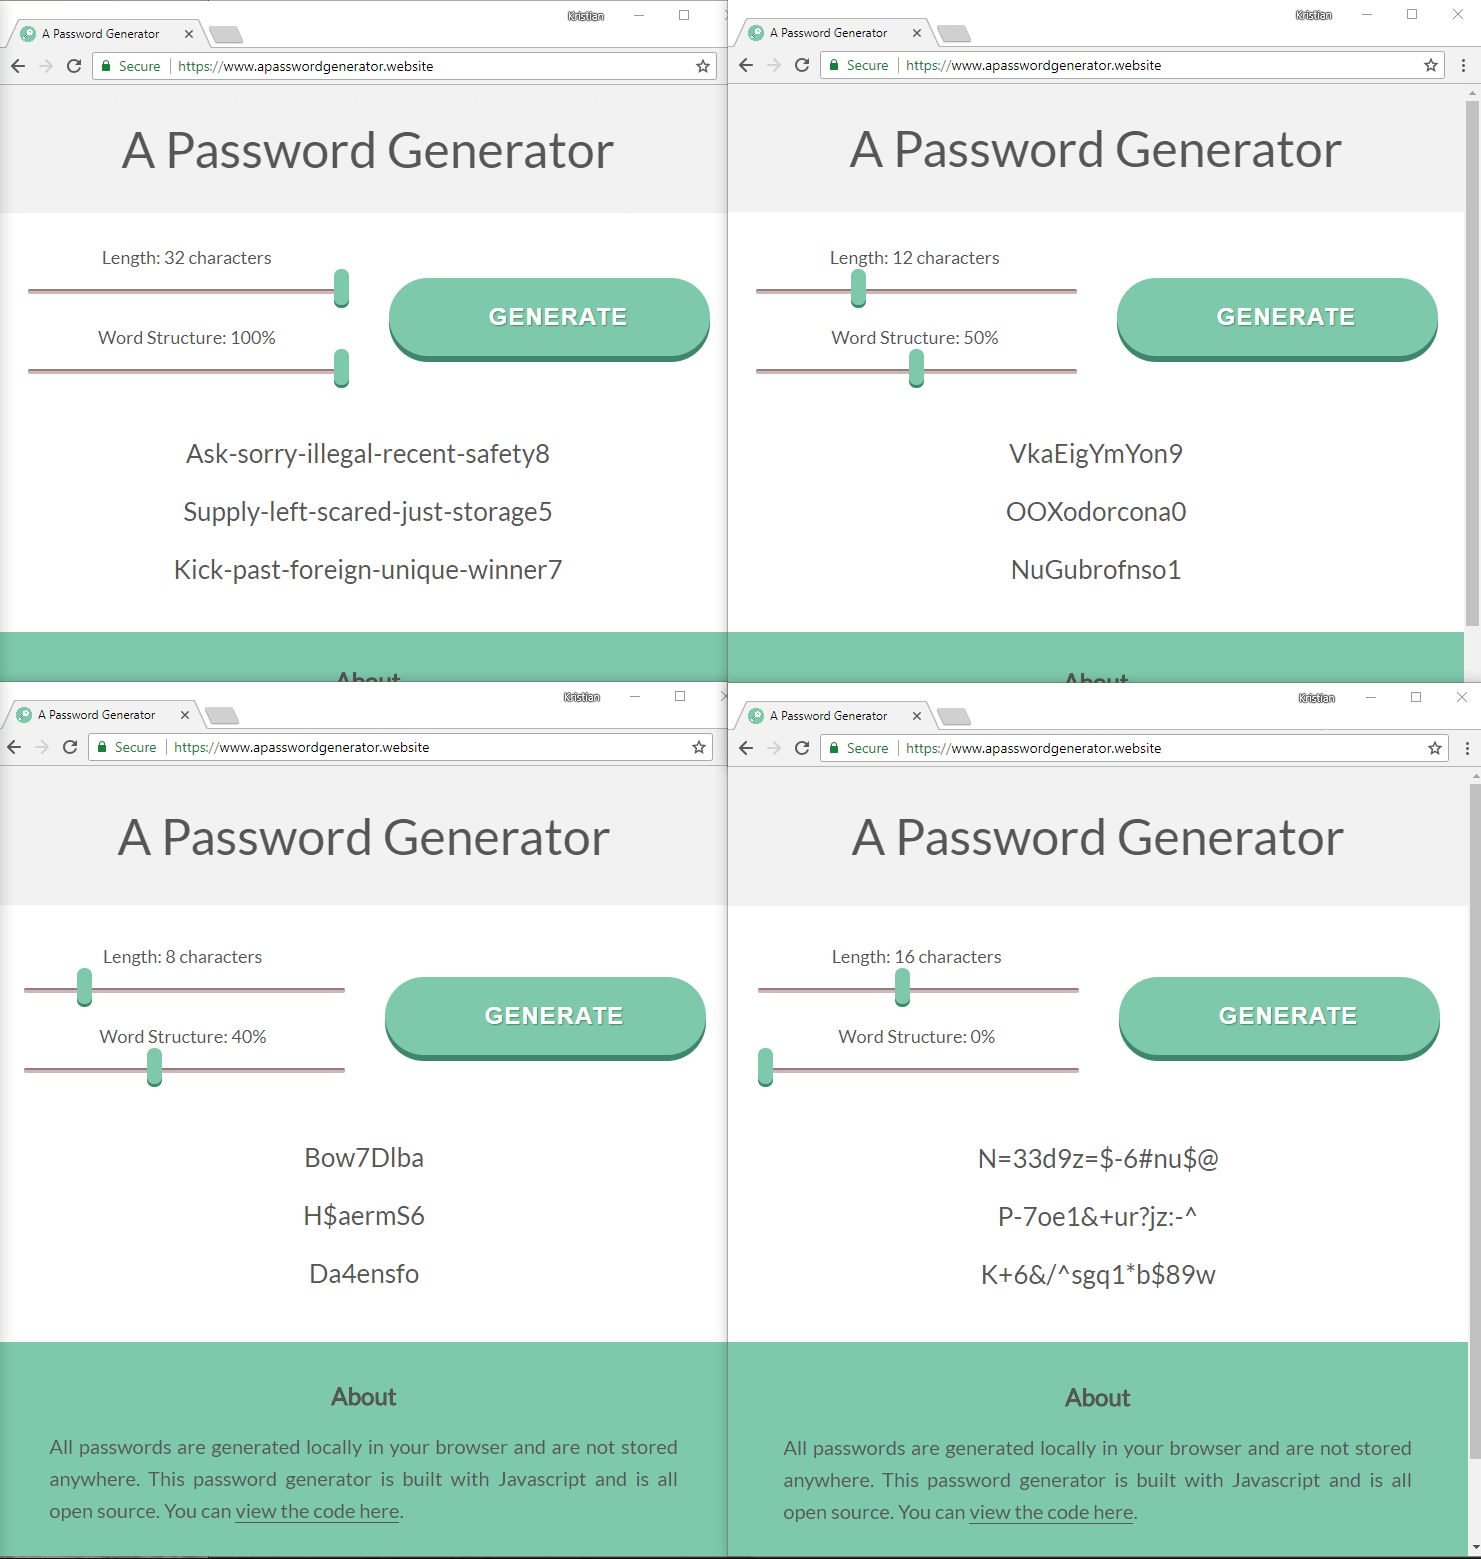 Kristian
A Password Generator
Secure https://www.apasswordgenerator.website
A Password Generator
Length: 32 characters
GENERATE
Word Structure: 100%
Ask-sorry-illegal-recent-safety8
Supply-left-scared-just-storage5
Kick-past-foreign-unique-winner7
About
Kristian
A Password Generator
Secure https://www.apasswordgenerator.website
A Password Generator
Length: 12 characters
GENERATE
Word Structure: 50%
VkaEigYmYon9
OOXodorcona0
NuGubrofnso1
About
Kristian
A Password Generator
Secure https://www.apasswordgenerator.website
A Password Generator
Length: 8 characters
GENERATE
Word Structure: 40%
Bow7Dlba
H$aermS6
Da4ensfo
About
All passwords are generated locally in your browser and are not stored
anywhere. This password generator is built with Javascript and is all
open source. You can view the code here.
Kristian
A Password Generator
Secure https://www.apasswordgenerator.website
A Password Generator
Length: 16 characters
GENERATE
Word Structure: 0%
N=33d9z=$-6#nu$@
P-7oe1&+ur?jz:-^
K+6&/^sgq1*b$89w
About
All passwords are generated locally in your browser and are not stored
anywhere. This password generator is built with Javascript and is all
open source. You can view the code here.